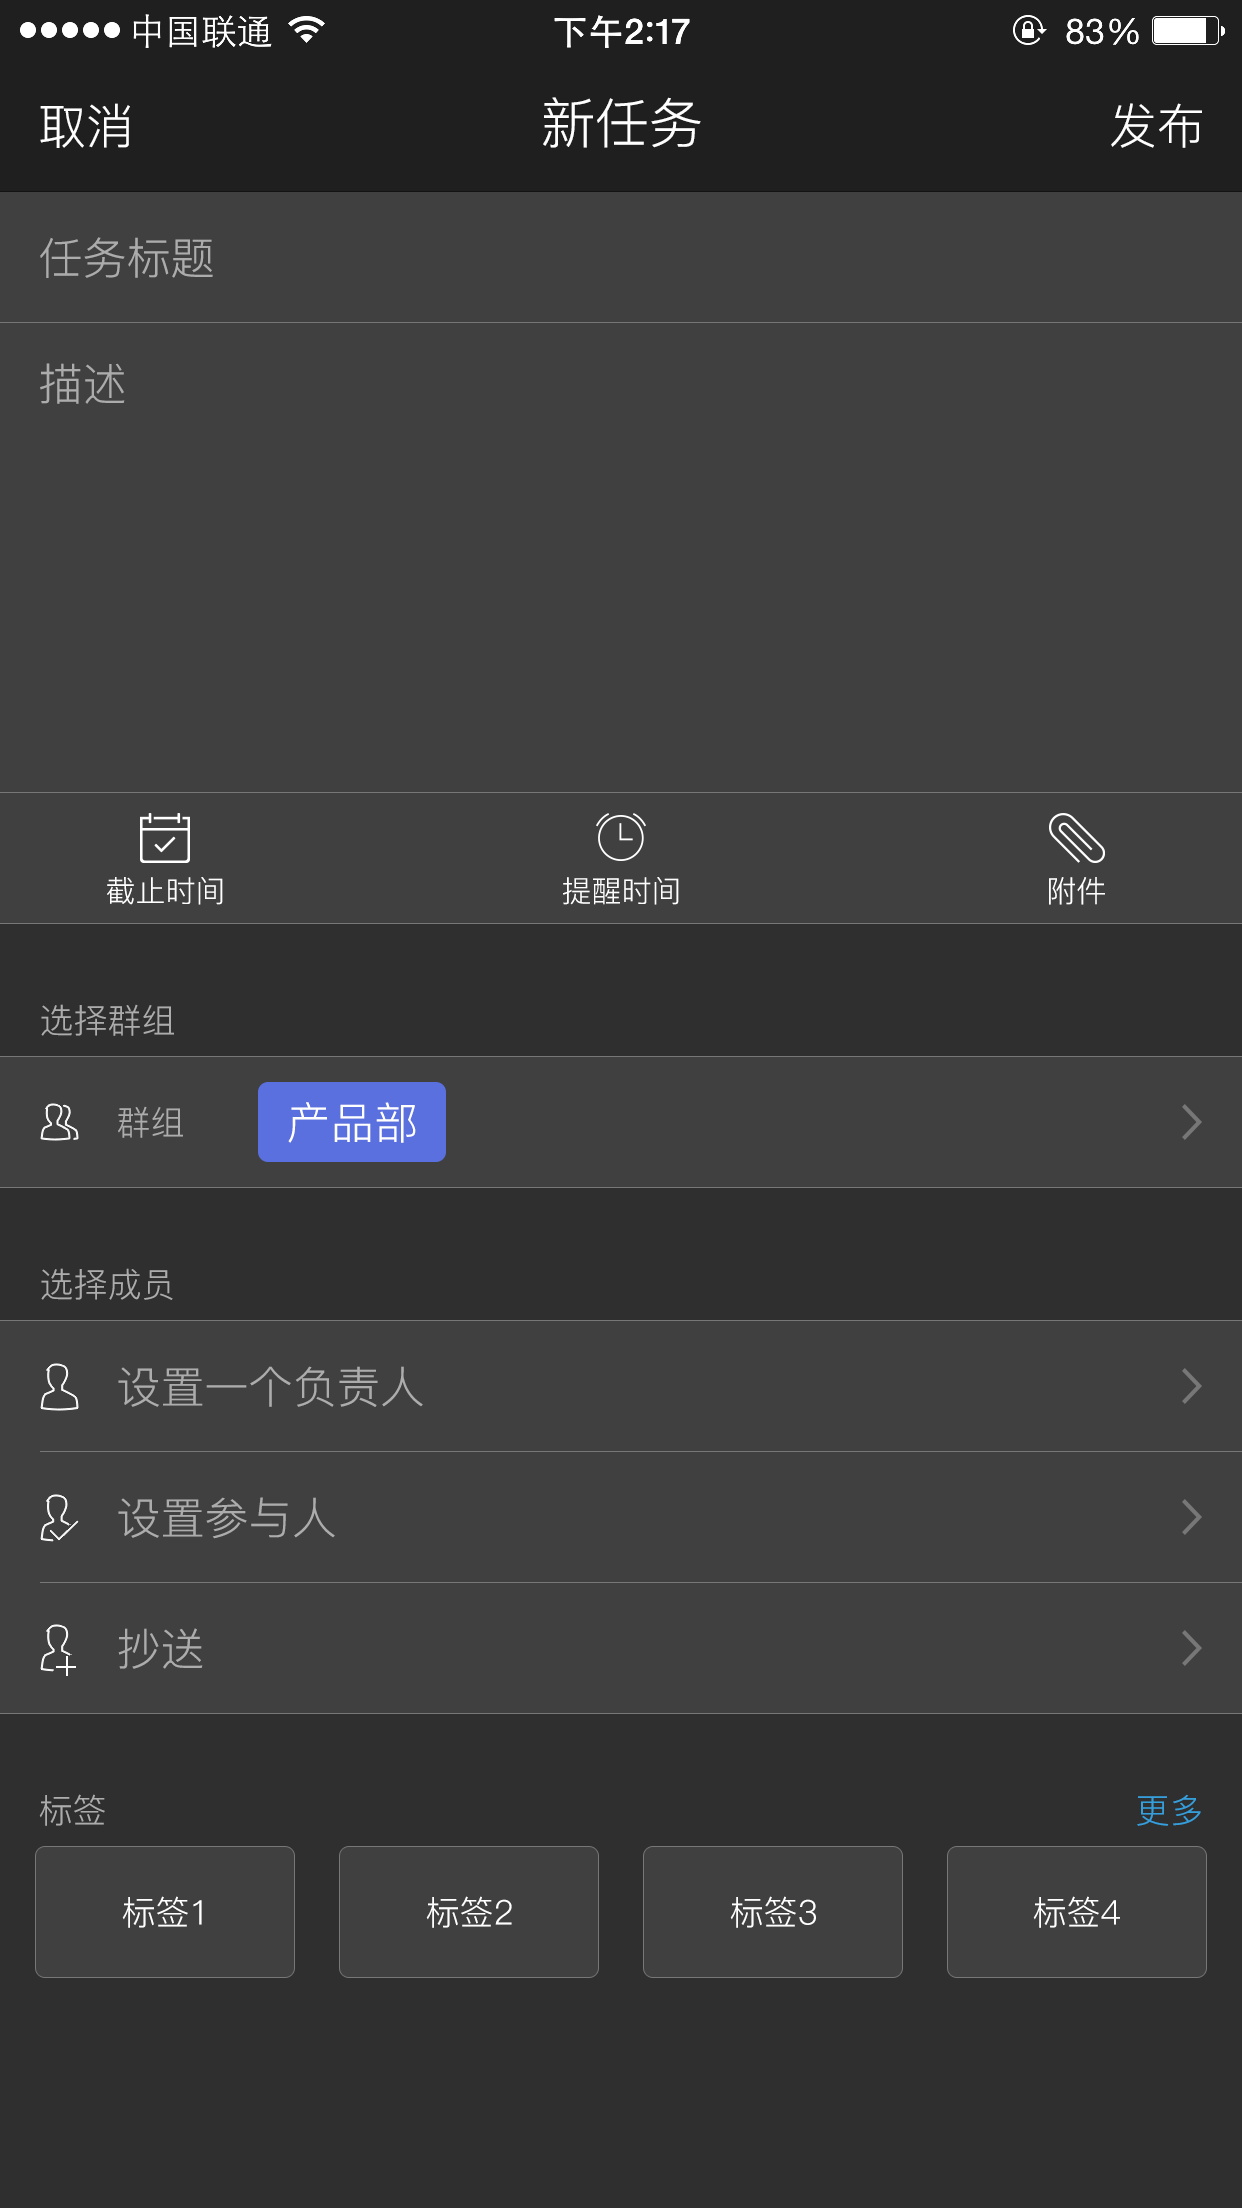 中国联通 下午2:17 83%
取消 新任务 发布
任务标题
描述
截止时间 提醒时间 附件
选择群组
群组 产品部
选择成员
设置一个负责人
设置参与人
抄送
标签 更多
标签1 标签2 标签3 标签4